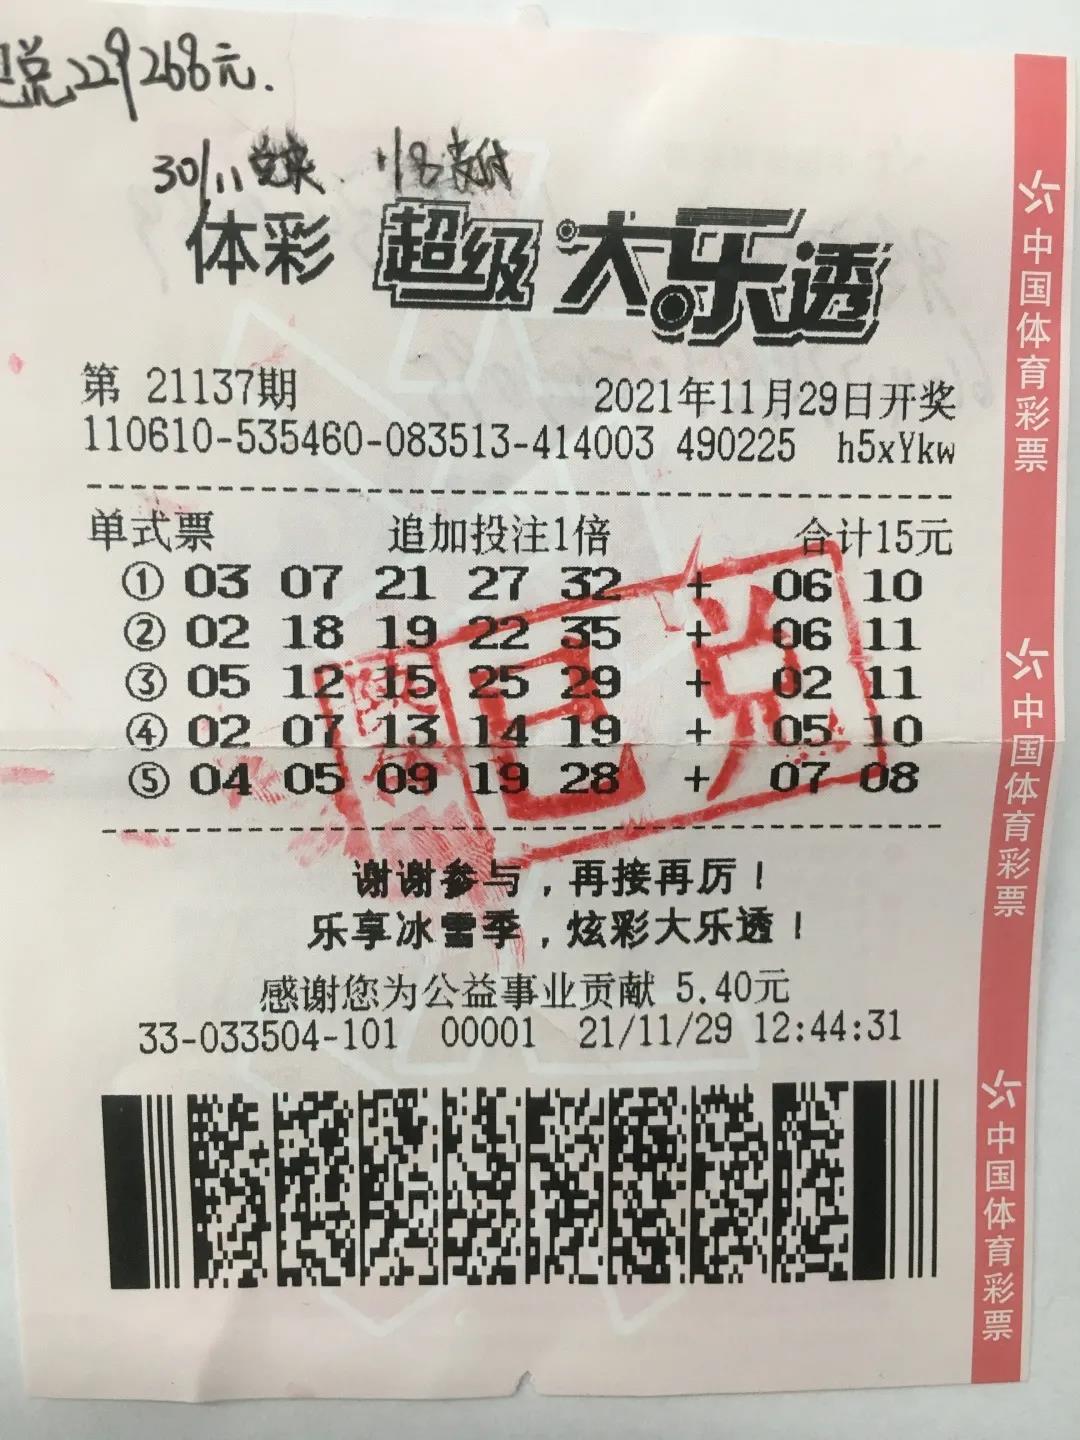 已兑229268元.
30/11兑奖
支付
体彩 超级大乐透
第 21137期 2021年11月29日开奖
110610-535460-083513-414003 490225 h5xYkw
单式票 追加投注1倍 合计15元
① 03 07 21 27 32 + 06 10
② 02 18 19 22 35 + 06 11
③ 05 12 15 25 29 + 02 11
④ 02 07 13 14 19 + 05 10
⑤ 04 05 09 19 28 + 07 08
已兑
谢谢参与,再接再厉!
乐享冰雪季,炫彩大乐透!
感谢您为公益事业贡献 5.40元
33-033504-101 00001 21/11/29 12:44:31
中国体育彩票
中国体育彩票
中国体育彩票